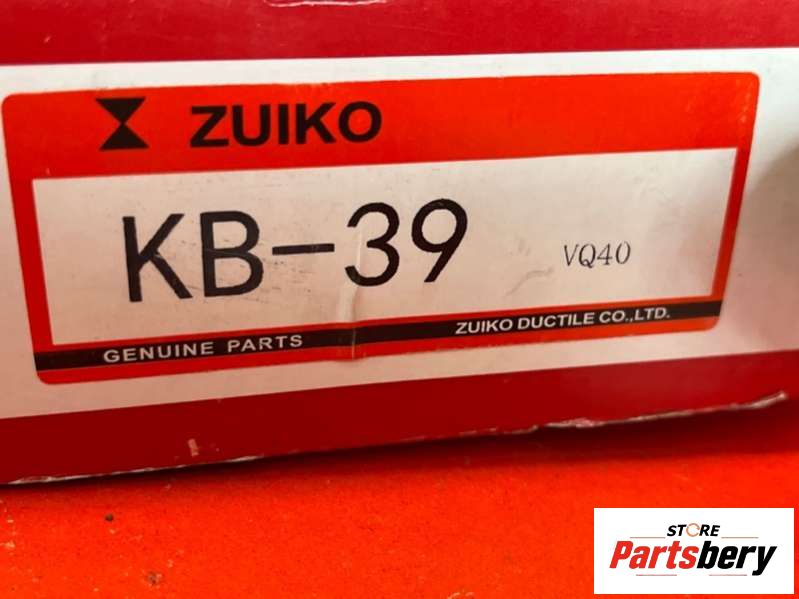 ZUIKO
KB-39 VQ40
GENUINE PARTS ZUIKO DUCTILE CO.,LTD.
STORE
Partsbery